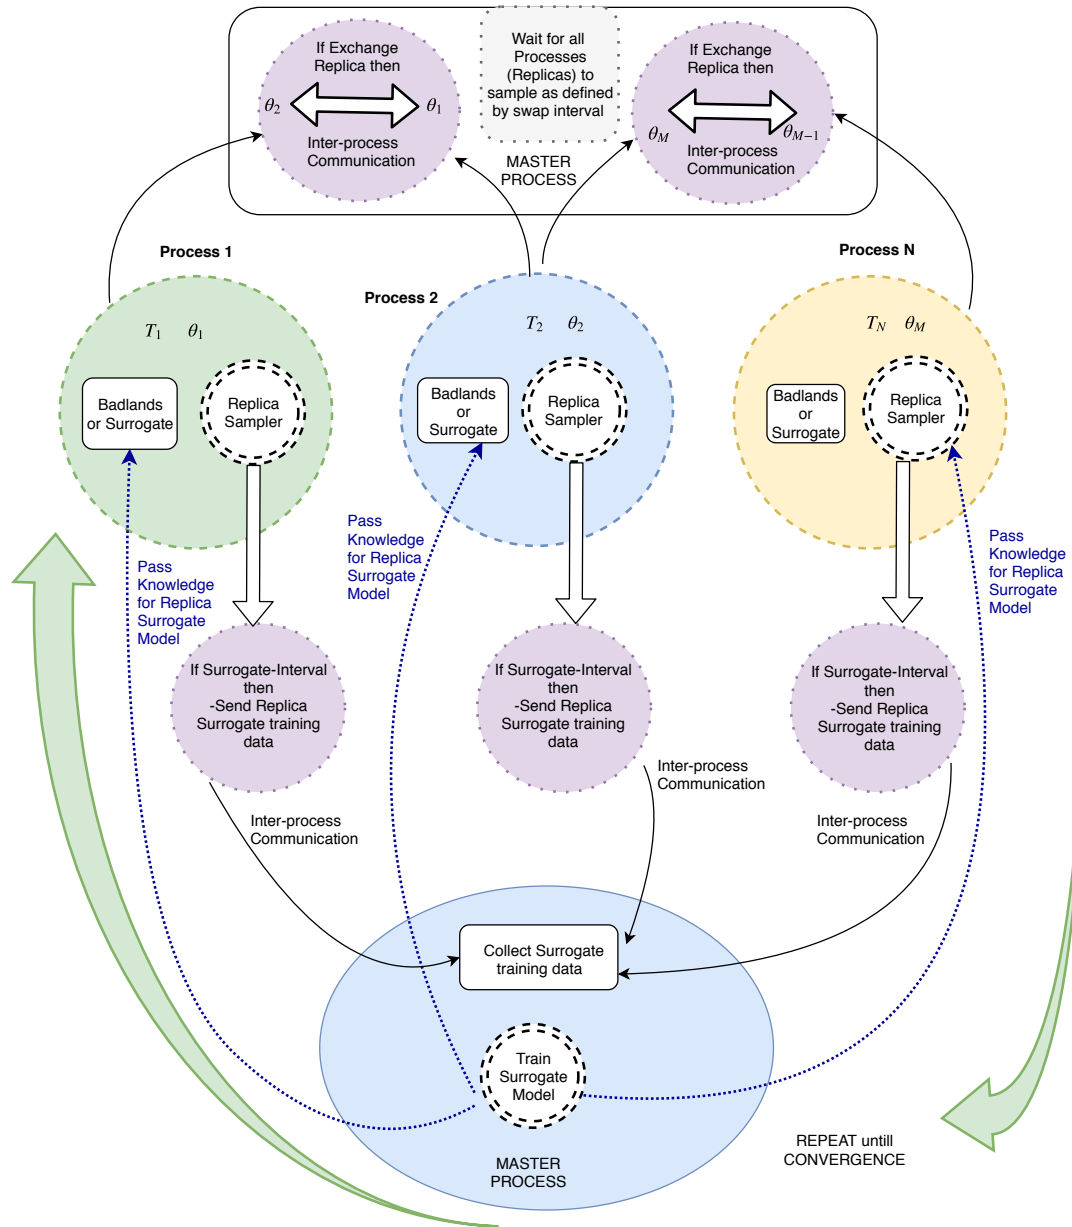 If Exchange
Replica then
θ2
θ1
Inter-process
Communication
Wait for all
Processes
(Replicas) to
sample as defined
by swap interval
MASTER
PROCESS
If Exchange
Replica then
θM
θM−1
Inter-process
Communication
Process 1
T1 θ1
Badlands
or Surrogate
Replica
Sampler
Process 2
T2 θ2
Badlands
or
Surrogate
Replica
Sampler
Process N
TN θM
Badlands
or
Surrogate
Replica
Sampler
Pass
Knowledge
for Replica
Surrogate
Model
Pass
Knowledge
for Replica
Surrogate
Model
Pass
Knowledge
for Replica
Surrogate
Model
If Surrogate-Interval
then
-Send Replica
Surrogate training
data
If Surrogate-Interval
then
-Send Replica
Surrogate training
data
If Surrogate-Interval
then
-Send Replica
Surrogate training
data
Inter-process
Communication
Inter-process
Communication
Inter-process
Communication
Collect Surrogate
training data
Train
Surrogate
Model
MASTER
PROCESS
REPEAT untill
CONVERGENCE